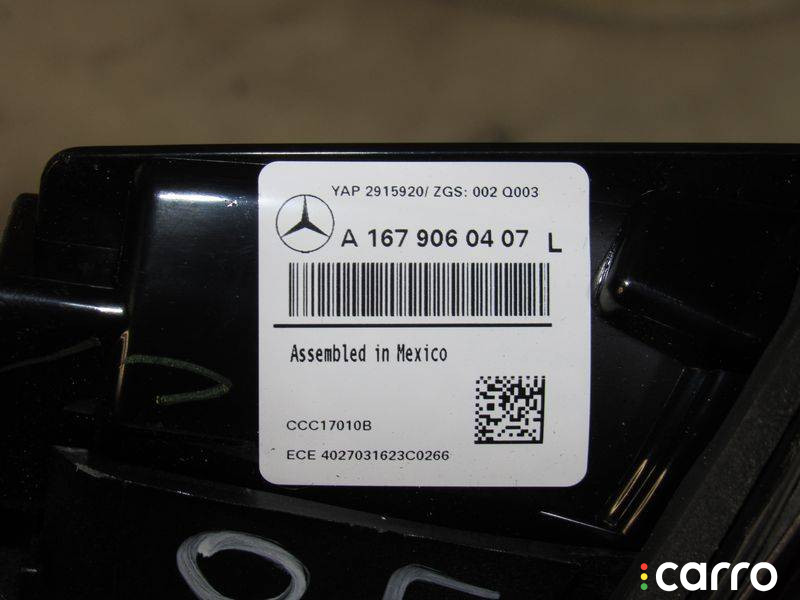 YAP 2915920/ ZGS: 002 Q003
A 167 906 04 07 L
Assembled in Mexico
CCC17010B
ECE 4027031623C0266
carro